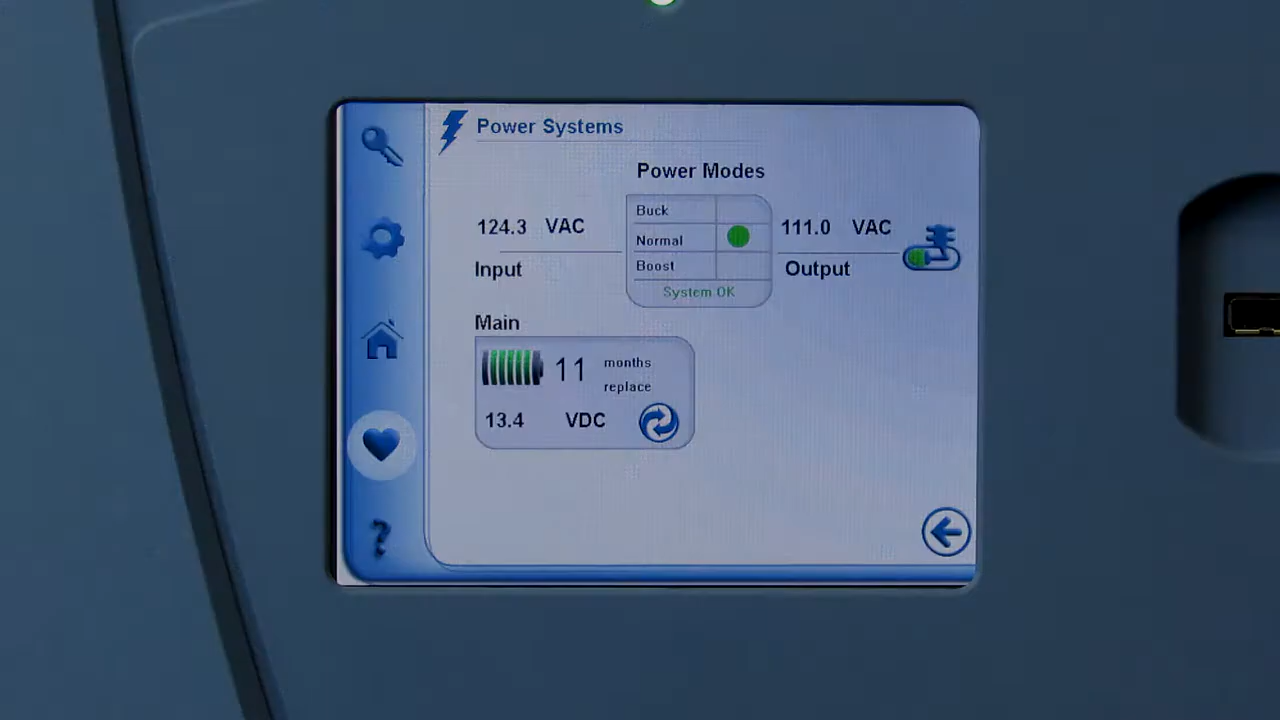 Power Systems
Power Modes
Buck
124.3 VAC
Normal
111.0 VAC
Input
Boost
Output
System OK
Main
11 months
replace
13.4 VDC
?